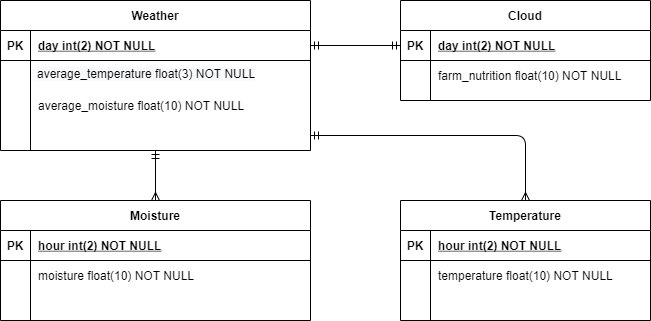 Weather
PK day int(2) NOT NULL
average_temperature float(3) NOT NULL
average_moisture float(10) NOT NULL
Cloud
PK day int(2) NOT NULL
farm_nutrition float(10) NOT NULL
Moisture
PK hour int(2) NOT NULL
moisture float(10) NOT NULL
Temperature
PK hour int(2) NOT NULL
temperature float(10) NOT NULL